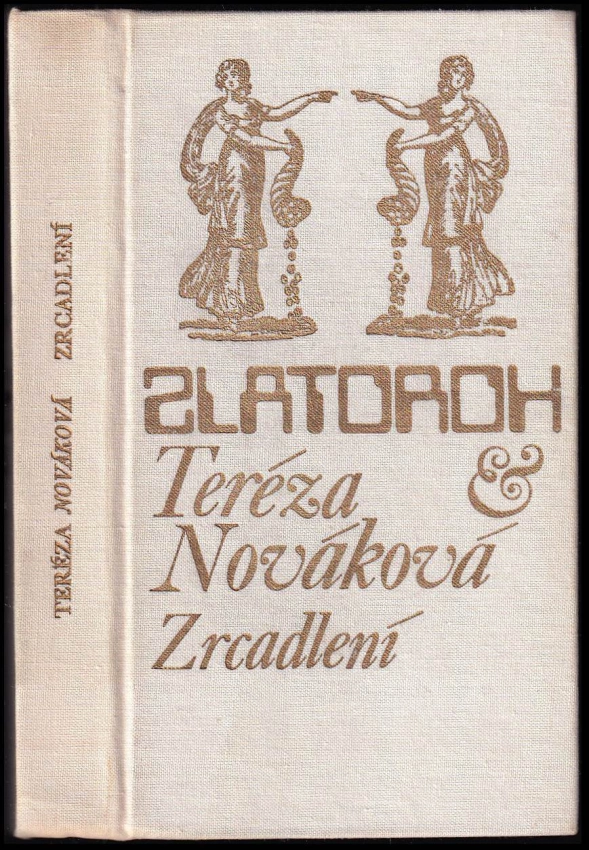 TERÉZA NOVÁKOVÁ ZRCADLENÍ
ZLATOROH
Teréza &
Nováková
Zrcadlení